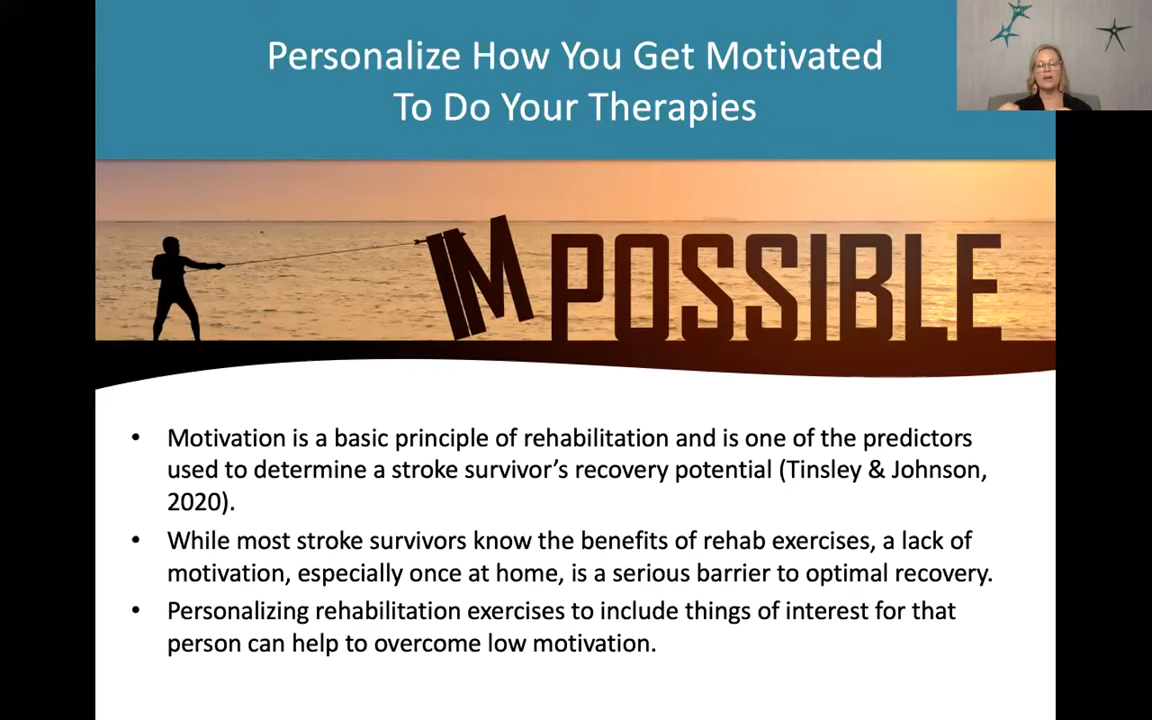 Personalize How You Get Motivated
To Do Your Therapies
IMPOSSIBLE
• Motivation is a basic principle of rehabilitation and is one of the predictors
used to determine a stroke survivor’s recovery potential (Tinsley & Johnson,
2020).
• While most stroke survivors know the benefits of rehab exercises, a lack of
motivation, especially once at home, is a serious barrier to optimal recovery.
• Personalizing rehabilitation exercises to include things of interest for that
person can help to overcome low motivation.